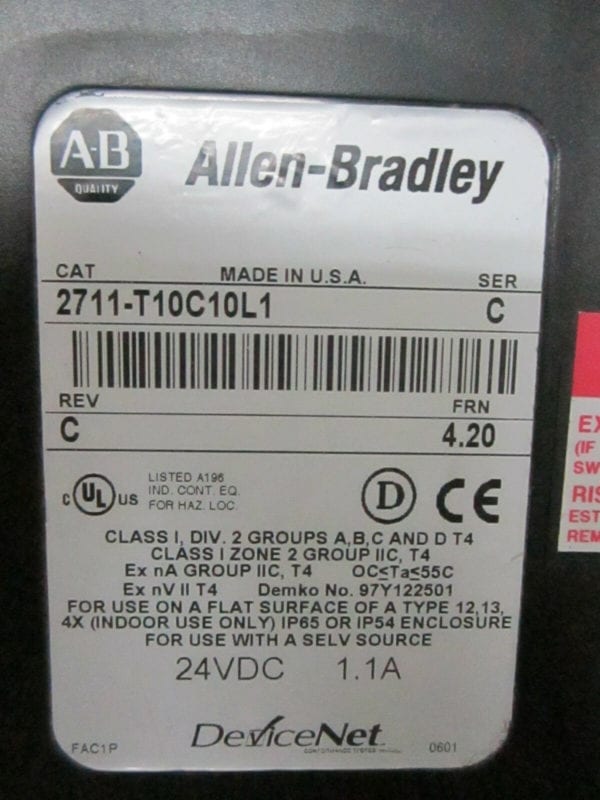 A-B
QUALITY
Allen-Bradley
CAT MADE IN U.S.A. SER
2711-T10C10L1 C
REV FRN
C 4.20
c UL US
LISTED A196
IND. CONT. EQ.
FOR HAZ. LOC.
D CE
CLASS I, DIV. 2 GROUPS A,B,C AND D T4
CLASS I ZONE 2 GROUP IIC, T4
Ex nA GROUP IIC, T4 OC≤Ta≤55C
Ex nV II T4 Demko No. 97Y122501
FOR USE ON A FLAT SURFACE OF A TYPE 12,13,
4X (INDOOR USE ONLY) IP65 OR IP54 ENCLOSURE
FOR USE WITH A SELV SOURCE
24VDC 1.1A
DeviceNet
FAC1P 0601
EX
(IF
SW
RIS
EST
REM